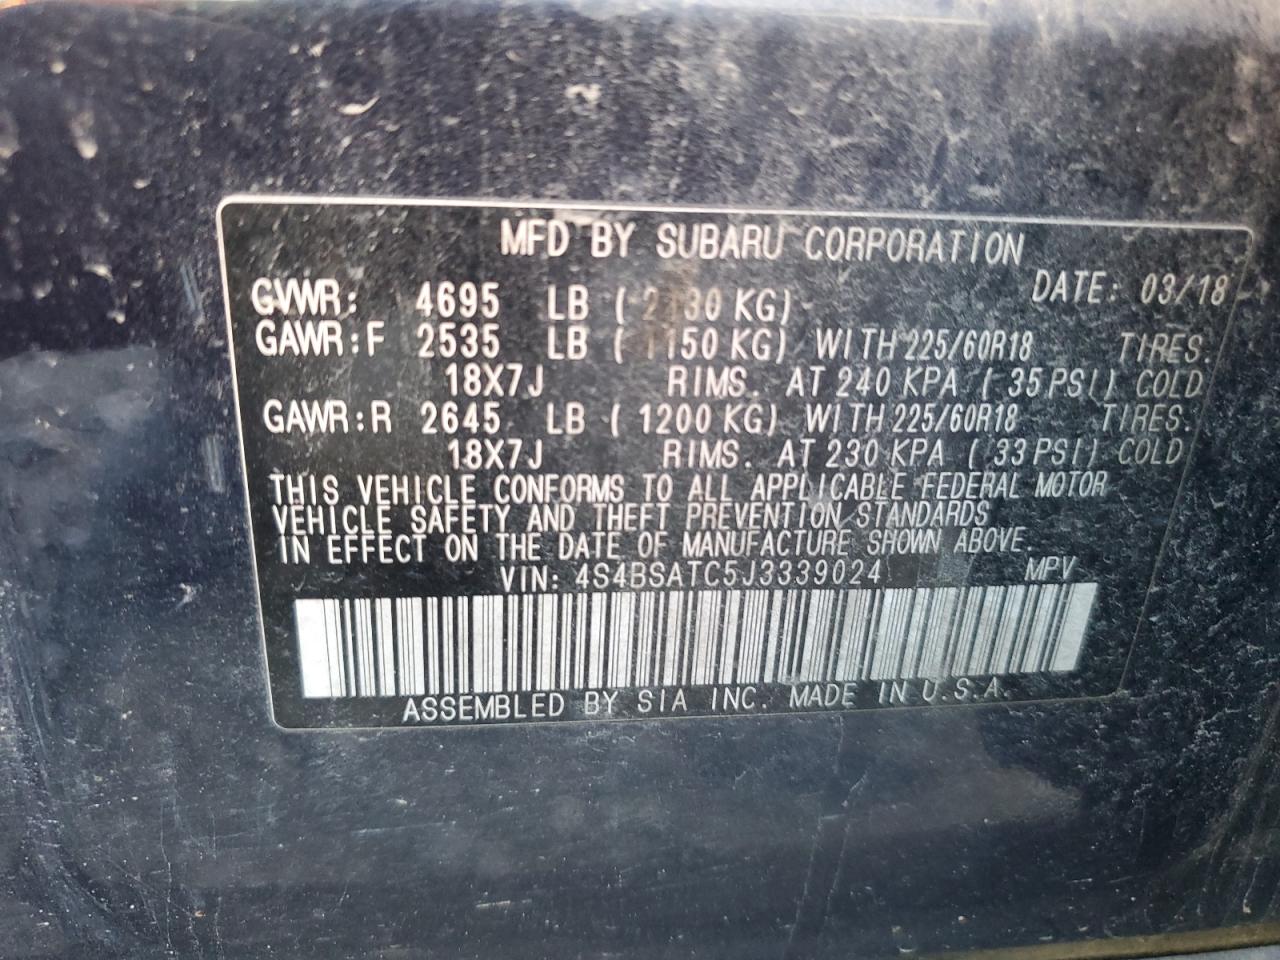 MFD BY SUBARU CORPORATION
DATE: 03/18
GVWR: 4695 LB ( 2130 KG)
GAWR:F 2535 LB ( 1150 KG) WITH 225/60R18 TIRES.
18X7J RIMS. AT 240 KPA ( 35 PSI) COLD
GAWR:R 2645 LB ( 1200 KG) WITH 225/60R18 TIRES.
18X7J RIMS. AT 230 KPA ( 33 PSI) COLD
THIS VEHICLE CONFORMS TO ALL APPLICABLE FEDERAL MOTOR
VEHICLE SAFETY AND THEFT PREVENTION STANDARDS
IN EFFECT ON THE DATE OF MANUFACTURE SHOWN ABOVE.
VIN: 4S4BSATC5J3339024 MPV
ASSEMBLED BY SIA INC. MADE IN U.S.A.